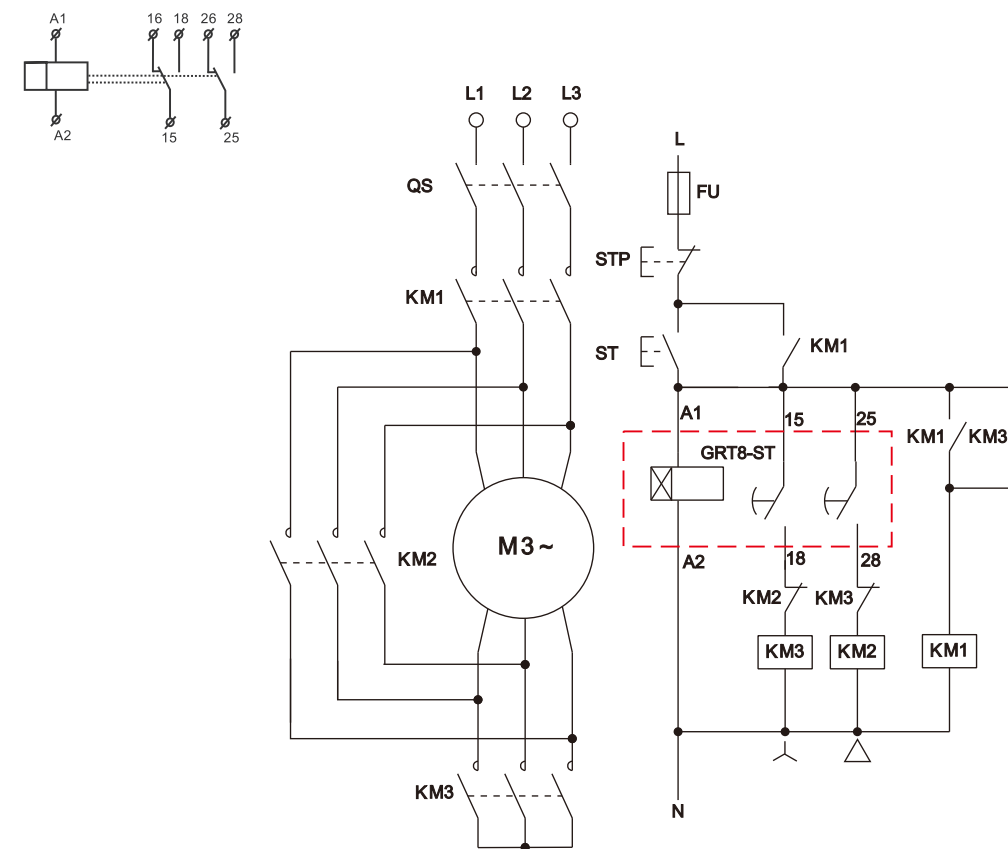 A1 16 18 26 28
A2 15 25
L1 L2 L3
L
QS
FU
STP
KM1
ST KM1
A1 15 25
KM1 KM3
GRT8-ST
M3~
KM2
A2 18 28
KM2 KM3
KM3 KM2 KM1
KM3
N